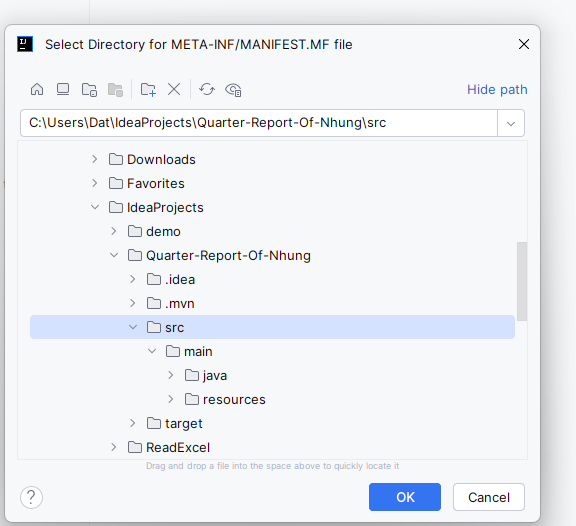 Select Directory for META-INF/MANIFEST.MF file
Hide path
C:\Users\Dat\IdeaProjects\Quarter-Report-Of-Nhung\src
Downloads
Favorites
IdeaProjects
demo
Quarter-Report-Of-Nhung
.idea
.mvn
src
main
java
resources
target
ReadExcel
Drag and drop a file into the space above to quickly locate it
?
OK
Cancel